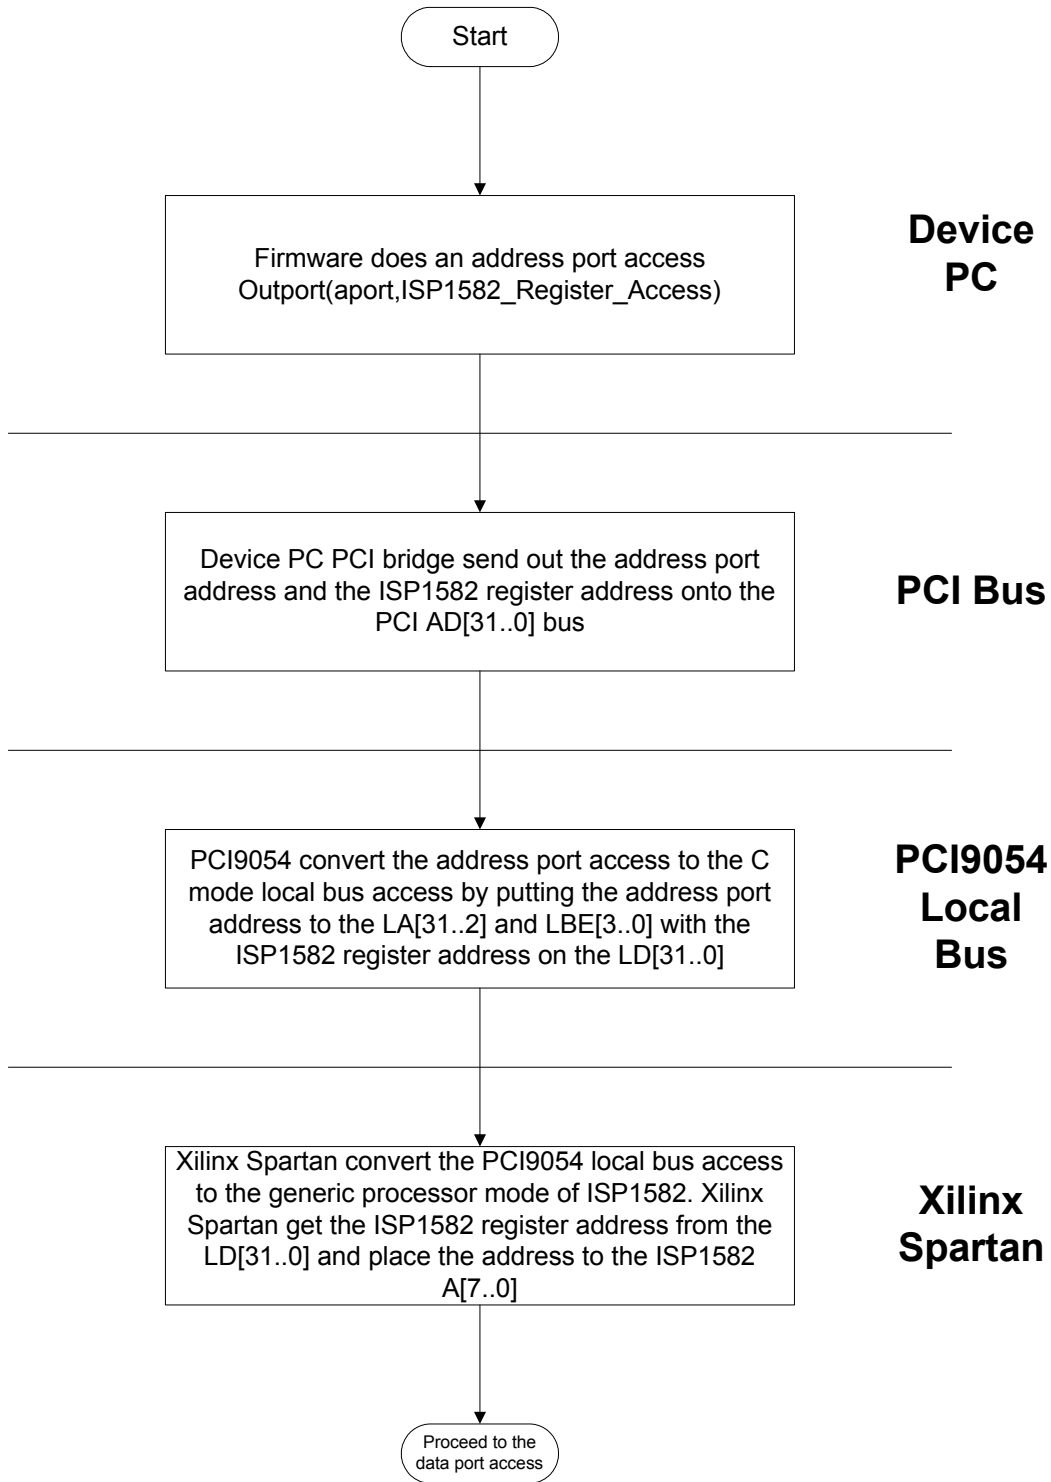 Start
Firmware does an address port access
Outport(aport,ISP1582_Register_Access)
Device
PC
Device PC PCI bridge send out the address port
address and the ISP1582 register address onto the
PCI AD[31..0] bus
PCI Bus
PCI9054 convert the address port access to the C
mode local bus access by putting the address port
address to the LA[31..2] and LBE[3..0] with the
ISP1582 register address on the LD[31..0]
PCI9054
Local
Bus
Xilinx Spartan convert the PCI9054 local bus access
to the generic processor mode of ISP1582. Xilinx
Spartan get the ISP1582 register address from the
LD[31..0] and place the address to the ISP1582
A[7..0]
Xilinx
Spartan
Proceed to the
data port access